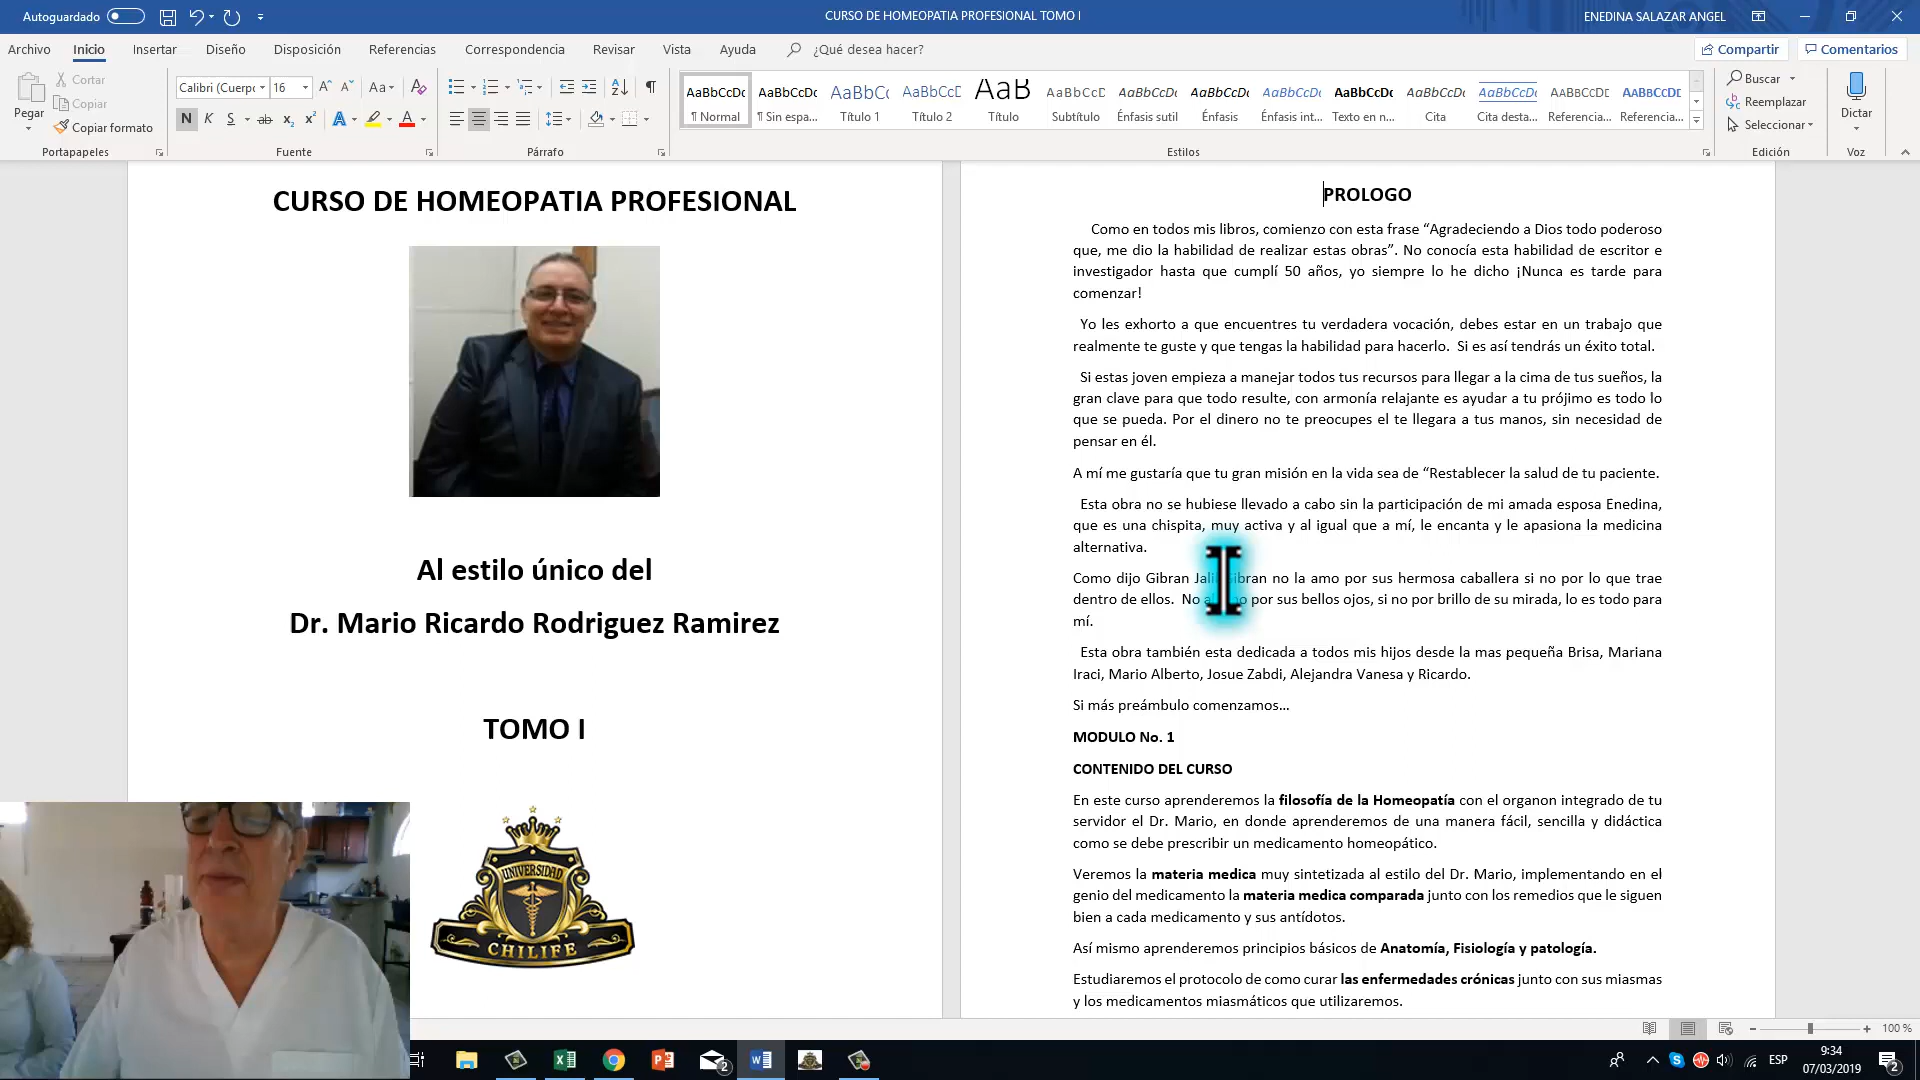 Autoguardado
CURSO DE HOMEOPATIA PROFESIONAL TOMO I
ENEDINA SALAZAR ANGEL
Archivo Inicio Insertar Diseño Disposición Referencias Correspondencia Revisar Vista Ayuda ¿Qué desea hacer? Compartir Comentarios
Pegar
Cortar
Copiar
Copiar formato
Portapapeles
Calibri (Cuerpo 16
N K S ab x₂ x² A A
Fuente
Párrafo
AaBbCcDc AaBbCcDc AaBbCc AaBbCcD AaB AaBbCcD AaBbCcDc AaBbCcDc AaBbCcDc AaBbCcDc AaBbCcDc AaBbCcDc AABBCCDE AABBCCDE
¶ Normal ¶ Sin espa... Título 1 Título 2 Título Subtítulo Énfasis sutil Énfasis Énfasis int... Texto en n... Cita Cita desta... Referencia... Referencia...
Estilos
Buscar
Reemplazar
Seleccionar
Edición
Dictar
Voz
CURSO DE HOMEOPATIA PROFESIONAL
Al estilo único del
Dr. Mario Ricardo Rodriguez Ramirez
TOMO I
UNIVERSIDAD
CHILIFE
PROLOGO
Como en todos mis libros, comienzo con esta frase “Agradeciendo a Dios todo poderoso
que, me dio la habilidad de realizar estas obras”. No conocía esta habilidad de escritor e
investigador hasta que cumplí 50 años, yo siempre lo he dicho ¡Nunca es tarde para
comenzar!
Yo les exhorto a que encuentres tu verdadera vocación, debes estar en un trabajo que
realmente te guste y que tengas la habilidad para hacerlo. Si es así tendrás un éxito total.
Si estas joven empieza a manejar todos tus recursos para llegar a la cima de tus sueños, la
gran clave para que todo resulte, con armonía relajante es ayudar a tu prójimo es todo lo
que se pueda. Por el dinero no te preocupes el te llegara a tus manos, sin necesidad de
pensar en él.
A mí me gustaría que tu gran misión en la vida sea de “Restablecer la salud de tu paciente.
Esta obra no se hubiese llevado a cabo sin la participación de mi amada esposa Enedina,
que es una chispita, muy activa y al igual que a mí, le encanta y le apasiona la medicina
alternativa.
Como dijo Gibran no la amo por sus hermosa caballera si no por lo que trae
dentro de ellos. No por sus bellos ojos, si no por brillo de su mirada, lo es todo para
mí.
Esta obra también esta dedicada a todos mis hijos desde la mas pequeña Brisa, Mariana
Iraci, Mario Alberto, Josue Zabdi, Alejandra Vanesa y Ricardo.
Si más preámbulo comenzamos...
MODULO No. 1
CONTENIDO DEL CURSO
En este curso aprenderemos la filosofía de la Homeopatía con el organon integrado de tu
servidor el Dr. Mario, en donde aprenderemos de una manera fácil, sencilla y didáctica
como se debe prescribir un medicamento homeopático.
Veremos la materia medica muy sintetizada al estilo del Dr. Mario, implementando en el
genio del medicamento la materia medica comparada junto con los remedios que le siguen
bien a cada medicamento y sus antídotos.
Así mismo aprenderemos principios básicos de Anatomía, Fisiología y patología.
Estudiaremos el protocolo de como curar las enfermedades crónicas junto con sus miasmas
y los medicamentos miasmáticos que utilizaremos.
100 %
ESP
9:34
07/03/2019
2
2